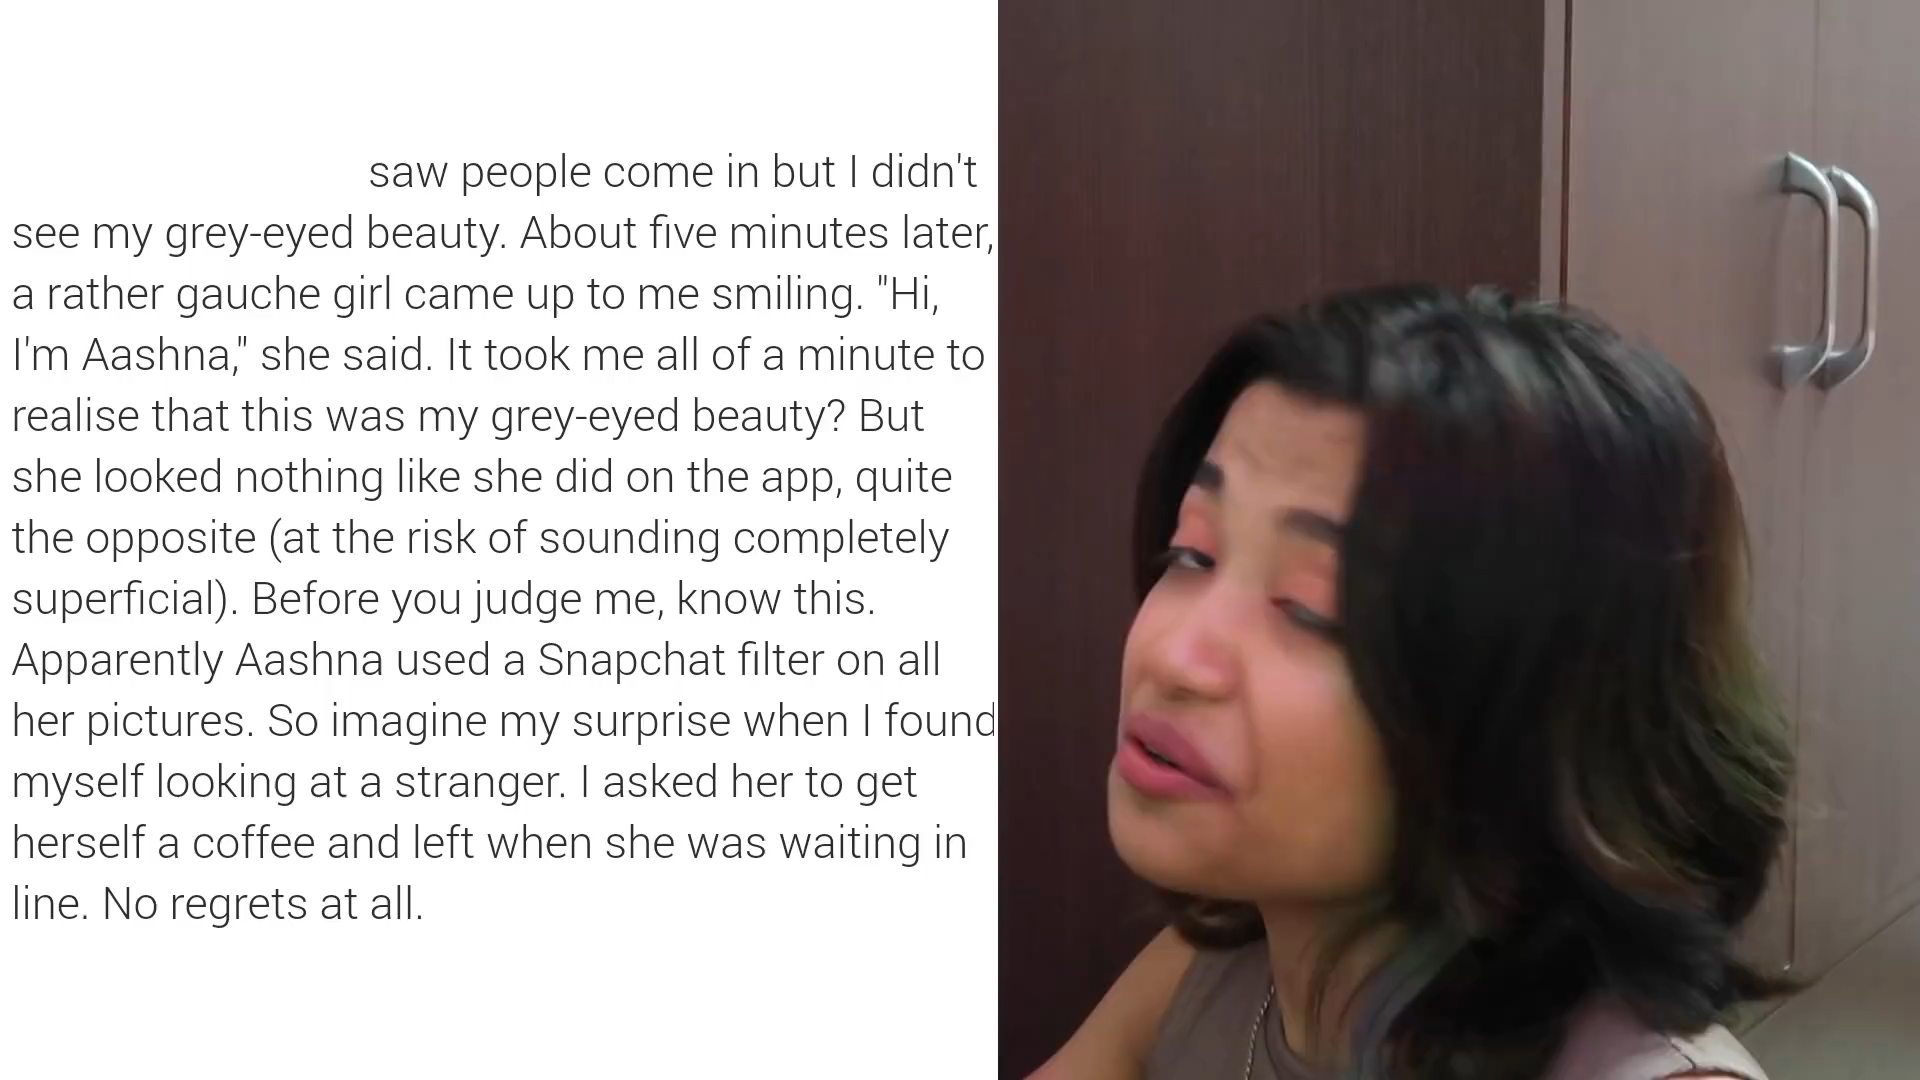 saw people come in but I didn't
see my grey-eyed beauty. About five minutes later,
a rather gauche girl came up to me smiling. "Hi,
I'm Aashna," she said. It took me all of a minute to
realise that this was my grey-eyed beauty? But
she looked nothing like she did on the app, quite
the opposite (at the risk of sounding completely
superficial). Before you judge me, know this.
Apparently Aashna used a Snapchat filter on all
her pictures. So imagine my surprise when I found
myself looking at a stranger. I asked her to get
herself a coffee and left when she was waiting in
line. No regrets at all.